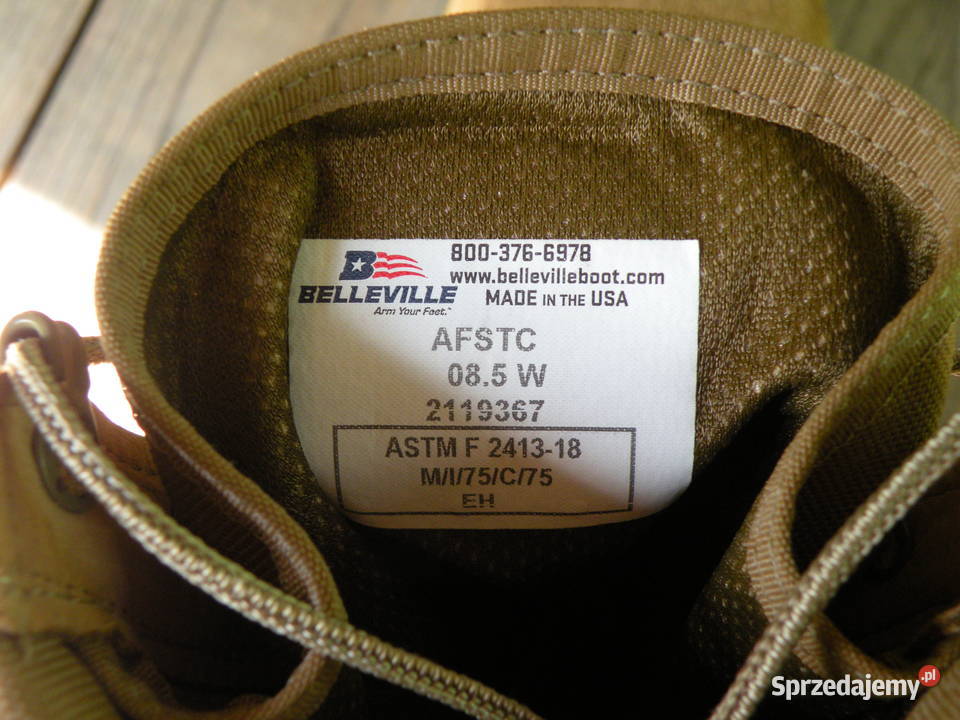 800-376-6978
www.bellevilleboot.com
MADE IN THE USA
B
BELLEVILLE
Arm Your Feet.™
AFSTC
08.5 W
2119367
ASTM F 2413-18
M/I/75/C/75
EH
Sprzedajemy.pl